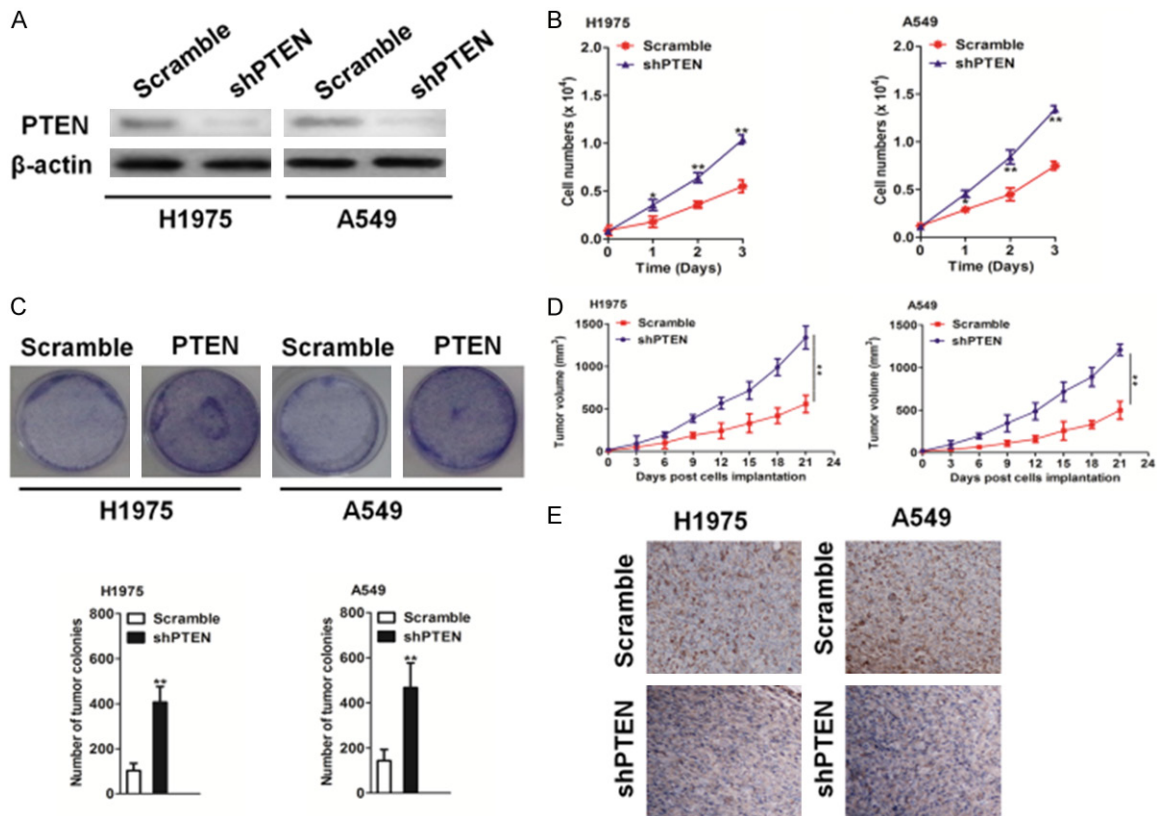 A
Scramble shPTEN Scramble shPTEN
PTEN
β-actin
H1975 A549
B
H1975
Scramble
shPTEN
2.0
1.5
1.0
0.5
0.0
Cell numbers (x 10⁴)
* ** **
0 1 2 3
Time (Days)
A549
Scramble
shPTEN
2.0
1.5
1.0
0.5
0.0
Cell numbers (x 10⁴)
* ** **
0 1 2 3
Time (Days)
C
Scramble PTEN Scramble PTEN
H1975 A549
H1975
Scramble
shPTEN
800
600
400
200
0
Number of tumor colonies
**
A549
Scramble
shPTEN
800
600
400
200
0
Number of tumor colonies
**
D
H1975
Scramble
shPTEN
1500
1000
500
0
Tumor volume (mm³)
**
0 3 6 9 12 15 18 21 24
Days post cells implantation
A549
Scramble
shPTEN
1500
1000
500
0
Tumor volume (mm³)
**
0 3 6 9 12 15 18 21 24
Days post cells implantation
E
H1975 A549
Scramble Scramble
shPTEN shPTEN